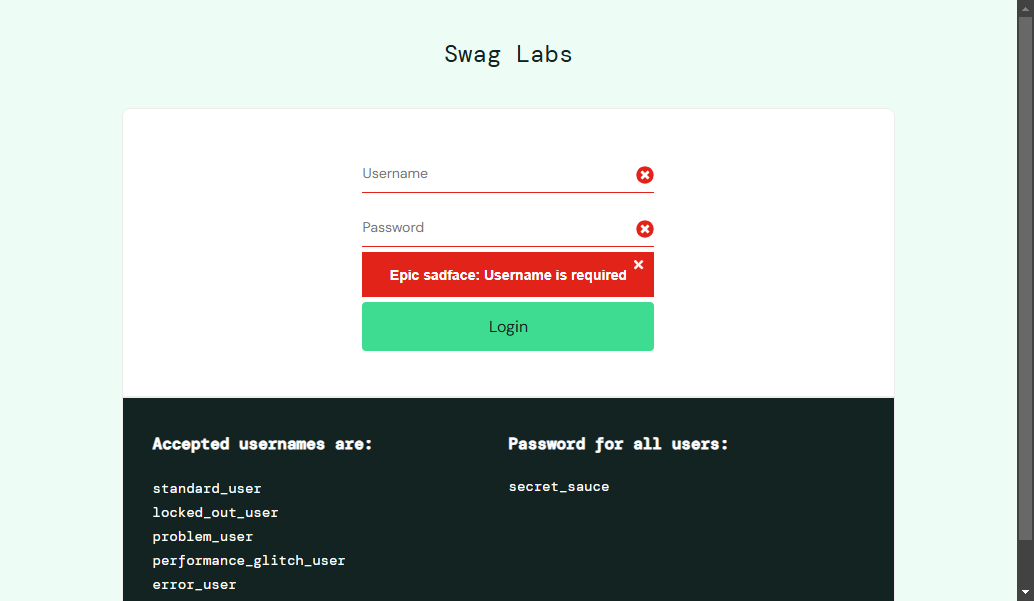 Swag Labs
Username
Password
Epic sadface: Username is required
Login
Accepted usernames are:
standard_user
locked_out_user
problem_user
performance_glitch_user
error_user
Password for all users:
secret_sauce